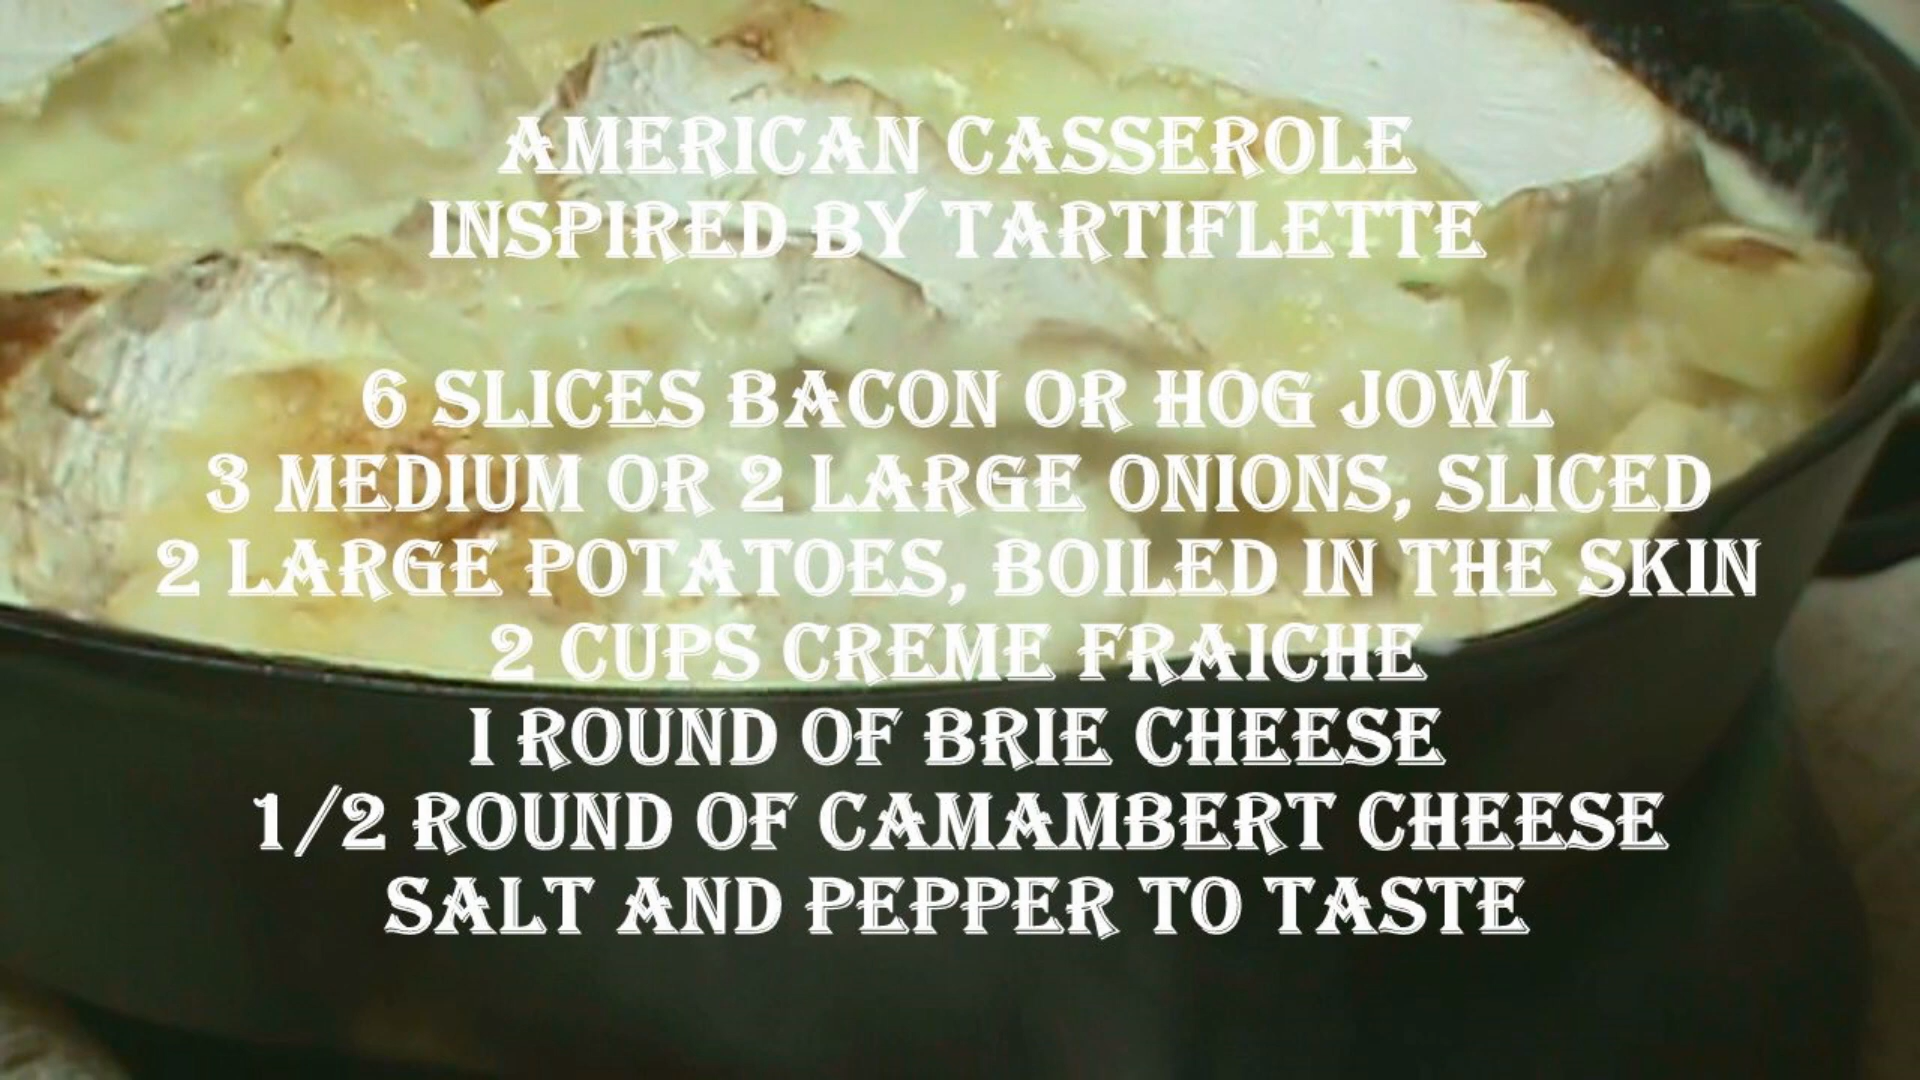 AMERICAN CASSEROLE
INSPIRED BY TARTIFLETTE
6 SLICES BACON OR HOG JOWL
3 MEDIUM OR 2 LARGE ONIONS, SLICED
2 LARGE POTATOES, BOILED IN THE SKIN
2 CUPS CREME FRAICHE
1 ROUND OF BRIE CHEESE
1/2 ROUND OF CAMAMBERT CHEESE
SALT AND PEPPER TO TASTE